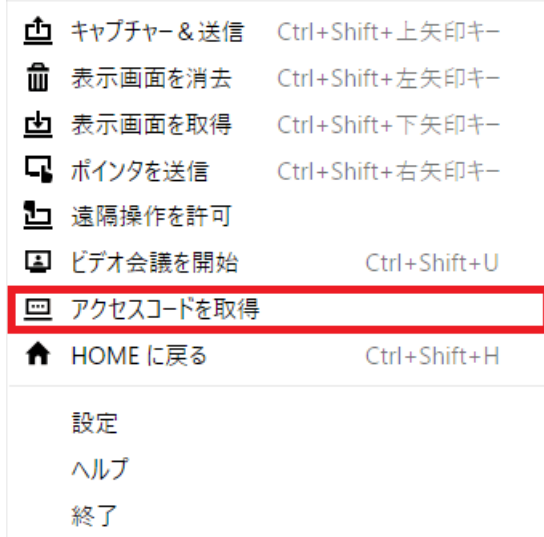 キャプチャー＆送信 Ctrl+Shift+上矢印キー
表示画面を消去 Ctrl+Shift+左矢印キー
表示画面を取得 Ctrl+Shift+下矢印キー
ポインタを送信 Ctrl+Shift+右矢印キー
遠隔操作を許可
ビデオ会議を開始 Ctrl+Shift+U
アクセスコードを取得
HOME に戻る Ctrl+Shift+H
設定
ヘルプ
終了